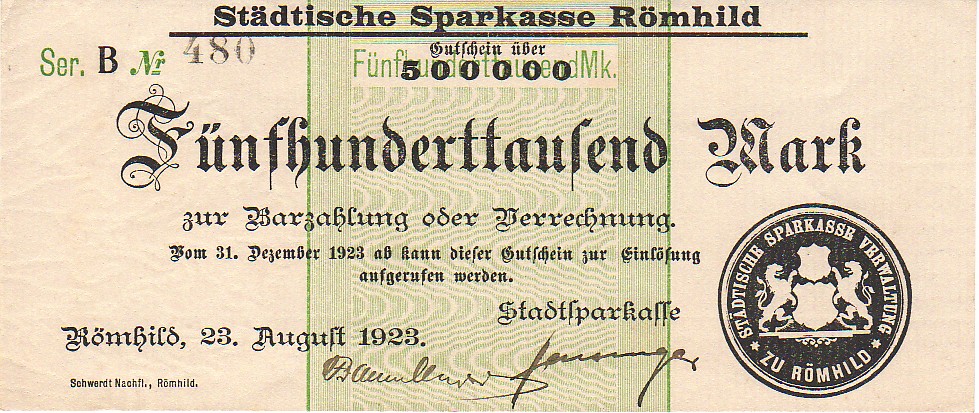 Städtische Sparkasse Römhild
Ser. B № 480
Gutschein über
Fünfhunderttausend Mk.
500000
Fünfhunderttausend Mark
zur Barzahlung oder Verrechnung.
Vom 31. Dezember 1923 ab kann dieser Gutschein zur Einlösung
aufgerufen werden.
Stadtsparkasse
Römhild, 23. August 1923.
Schwerdt Nachfl., Römhild.
STÄDTISCHE SPARKASSE VERWALTUNG
* ZU RÖMHILD *